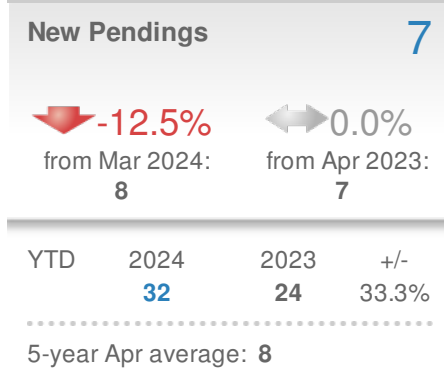 New Pendings 7
-12.5% 0.0%
from Mar 2024: from Apr 2023:
8 7
YTD 2024 2023 +/-
32 24 33.3%
5-year Apr average: 8